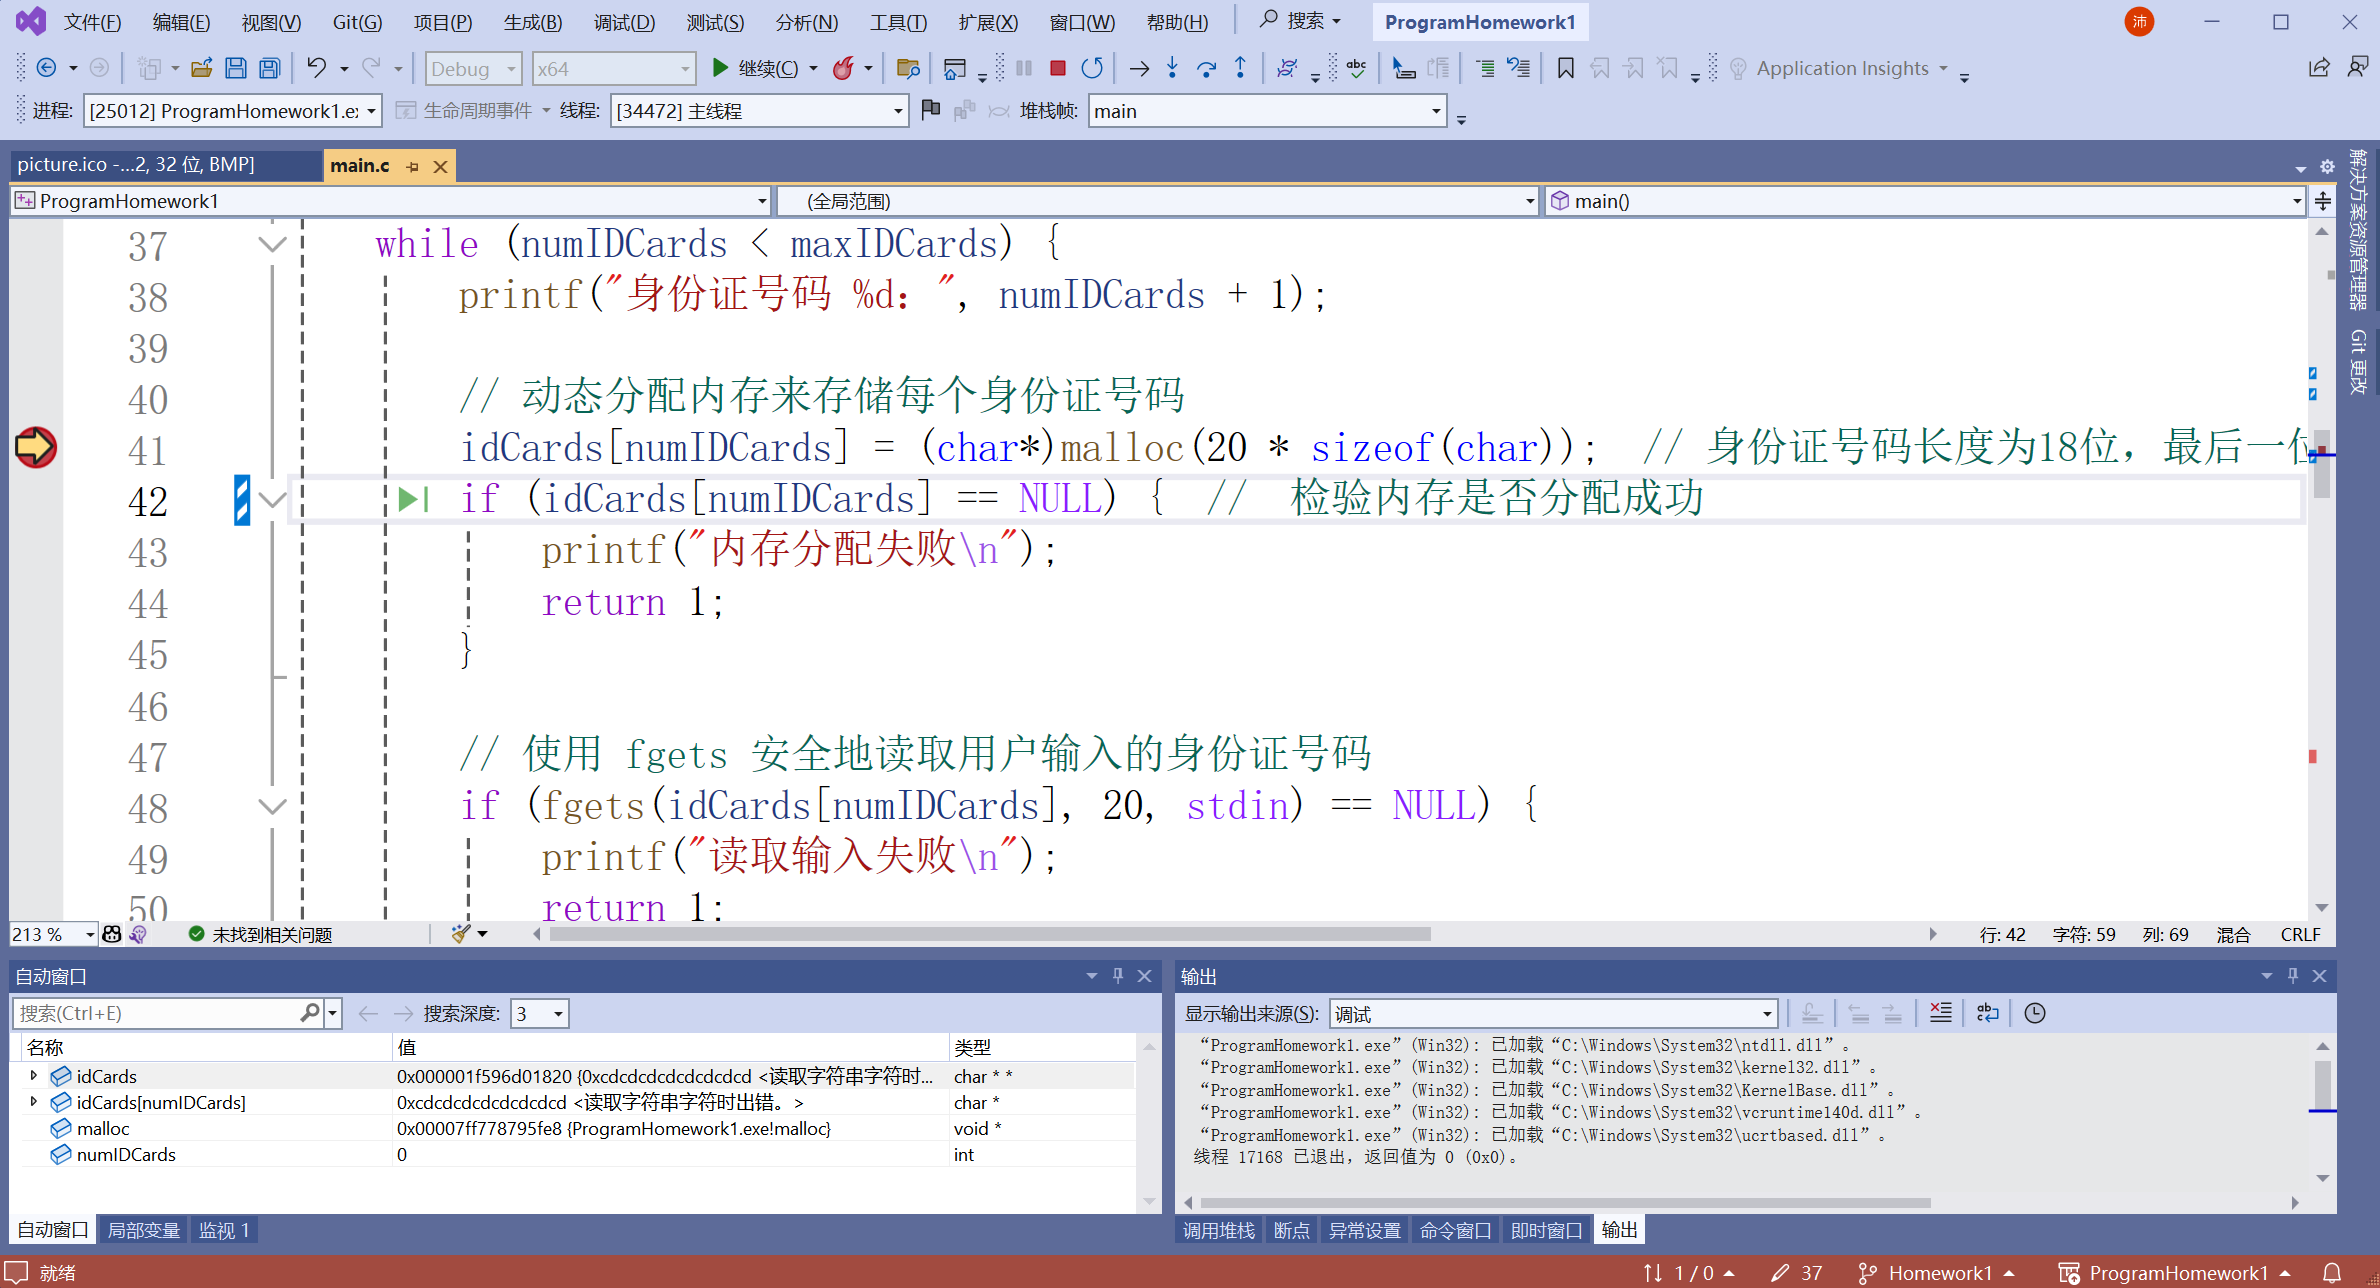 文件(F) 编辑(E) 视图(V) Git(G) 项目(P) 生成(B) 调试(D) 测试(S) 分析(N) 工具(T) 扩展(X) 窗口(W) 帮助(H) 搜索 ProgramHomework1 沛
Debug x64 继续(C) Application Insights
进程: [25012] ProgramHomework1.ex 生命周期事件 线程: [34472] 主线程 堆栈帧: main
picture.ico -...2, 32 位, BMP] main.c
ProgramHomework1 (全局范围) main()
解决方案资源管理器
Git 更改
37 while (numIDCards < maxIDCards) {
38 printf("身份证号码 %d：", numIDCards + 1);
39
40 // 动态分配内存来存储每个身份证号码
41 idCards[numIDCards] = (char*)malloc(20 * sizeof(char)); // 身份证号码长度为18位，最后一位
42 if (idCards[numIDCards] == NULL) { // 检验内存是否分配成功
43 printf("内存分配失败\n");
44 return 1;
45 }
46
47 // 使用 fgets 安全地读取用户输入的身份证号码
48 if (fgets(idCards[numIDCards], 20, stdin) == NULL) {
49 printf("读取输入失败\n");
50 return 1;
213 % 未找到相关问题 行: 42 字符: 59 列: 69 混合 CRLF
自动窗口
搜索(Ctrl+E) 搜索深度: 3
名称 值 类型
idCards 0x000001f596d01820 {0xcdcdcdcdcdcdcdcd <读取字符串字符时... char * *
idCards[numIDCards] 0xcdcdcdcdcdcdcdcd <读取字符串字符时出错。> char *
malloc 0x00007ff778795fe8 {ProgramHomework1.exe!malloc} void *
numIDCards 0 int
自动窗口 局部变量 监视 1
输出
显示输出来源(S): 调试
“ProgramHomework1.exe”(Win32): 已加载“C:\Windows\System32\ntdll.dll”。
“ProgramHomework1.exe”(Win32): 已加载“C:\Windows\System32\kernel32.dll”。
“ProgramHomework1.exe”(Win32): 已加载“C:\Windows\System32\KernelBase.dll”。
“ProgramHomework1.exe”(Win32): 已加载“C:\Windows\System32\vcruntime140d.dll”。
“ProgramHomework1.exe”(Win32): 已加载“C:\Windows\System32\ucrtbased.dll”。
线程 17168 已退出，返回值为 0 (0x0)。
调用堆栈 断点 异常设置 命令窗口 即时窗口 输出
就绪 1 / 0 37 Homework1 ProgramHomework1